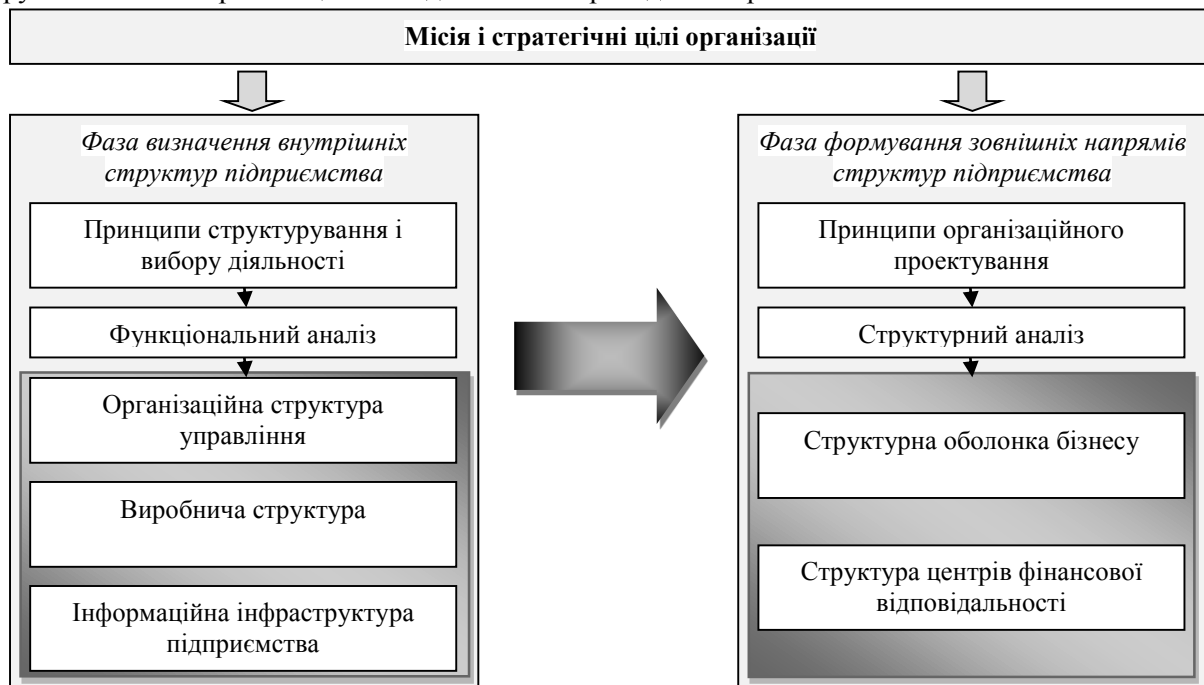 Місія і стратегічні цілі організації
Фаза визначення внутрішніх
структур підприємства
Принципи структурування і
вибору діяльності
Функціональний аналіз
Організаційна структура
управління
Виробнича структура
Інформаційна інфраструктура
підприємства
Фаза формування зовнішніх напрямів
структур підприємства
Принципи організаційного
проектування
Структурний аналіз
Структурна оболонка бізнесу
Структура центрів фінансової
відповідальності